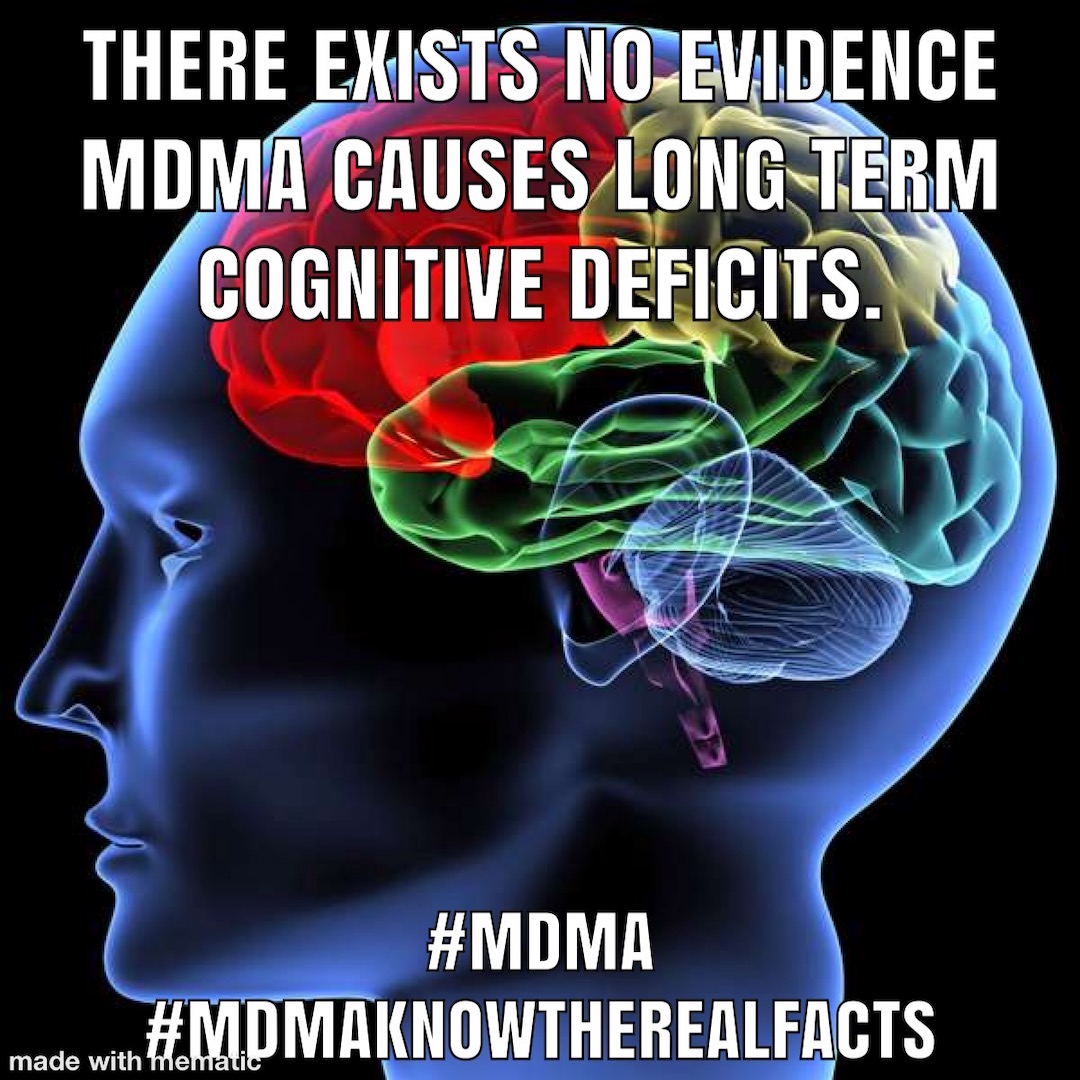 THERE EXISTS NO EVIDENCE
MDMA CAUSES LONG TERM
COGNITIVE DEFICITS.
#MDMA
#MDMAKNOWTHEREALFACTS
made with mematic